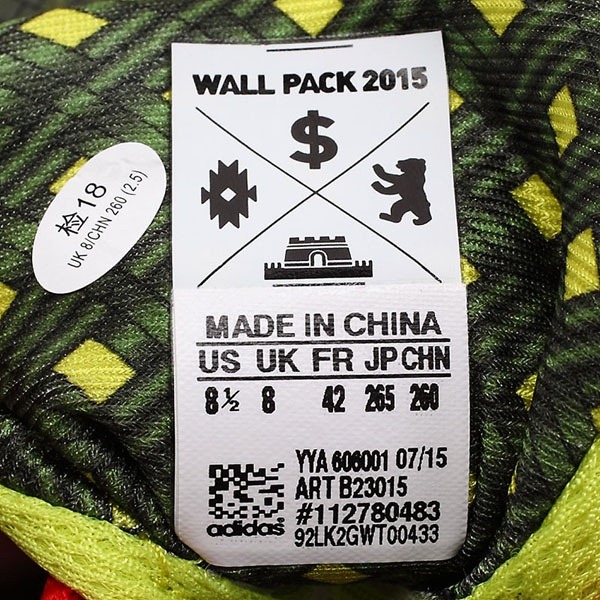 WALL PACK 2015
$
检18
UK 8/CHN 260 (2.5)
MADE IN CHINA
US UK FR JP CHN
8½ 8 42 265 260
YYA 606001 07/15
ART B23015
#112780483
adidas 92LK2GWT00433